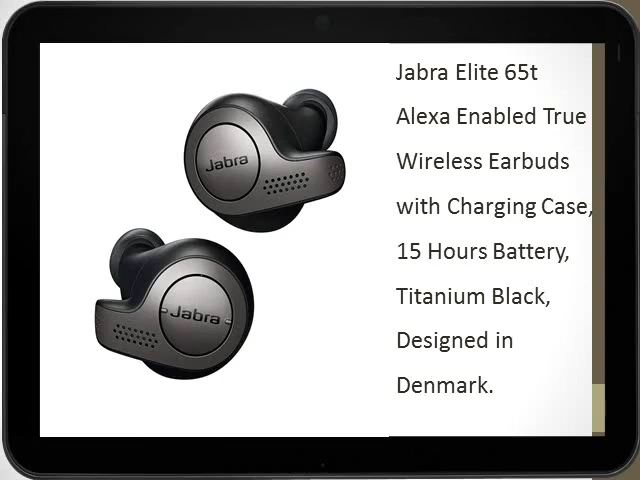 Jabra
Jabra
Jabra Elite 65t
Alexa Enabled True
Wireless Earbuds
with Charging Case,
15 Hours Battery,
Titanium Black,
Designed in
Denmark.